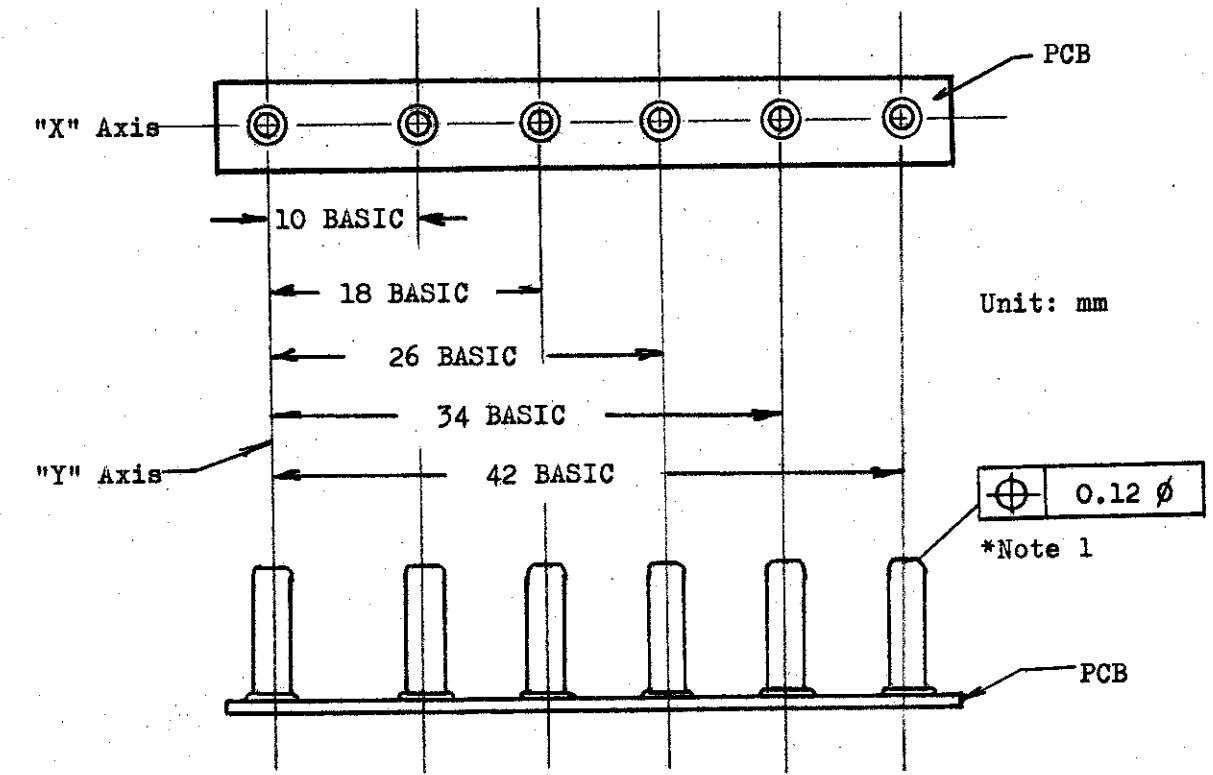 PCB
"X" Axis
10 BASIC
18 BASIC
Unit: mm
26 BASIC
34 BASIC
"Y" Axis
42 BASIC
0.12 ø
*Note 1
PCB